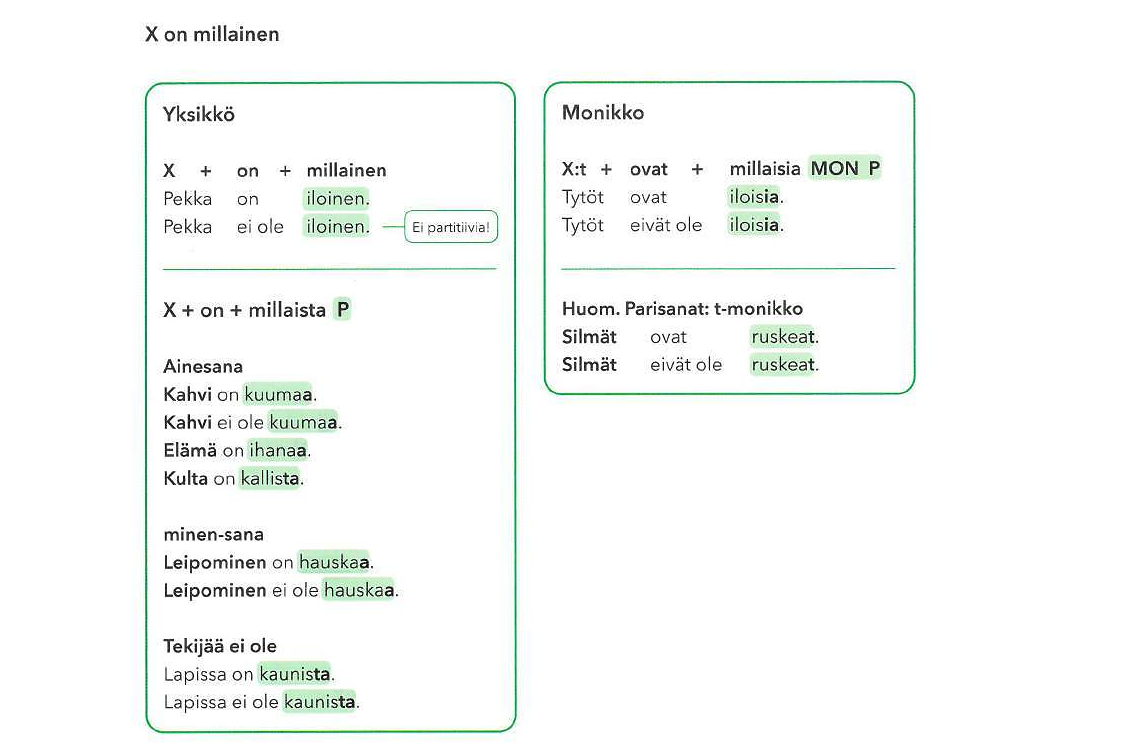 X on millainen
Yksikkö
X + on + millainen
Pekka on iloinen.
Pekka ei ole iloinen. Ei partitiivia!
X + on + millaista P
Ainesana
Kahvi on kuumaa.
Kahvi ei ole kuumaa.
Elämä on ihanaa.
Kulta on kallista.
minen-sana
Leipominen on hauskaa.
Leipominen ei ole hauskaa.
Tekijää ei ole
Lapissa on kaunista.
Lapissa ei ole kaunista.
Monikko
X:t + ovat + millaisia MON P
Tytöt ovat iloisia.
Tytöt eivät ole iloisia.
Huom. Parisanat: t-monikko
Silmät ovat ruskeat.
Silmät eivät ole ruskeat.